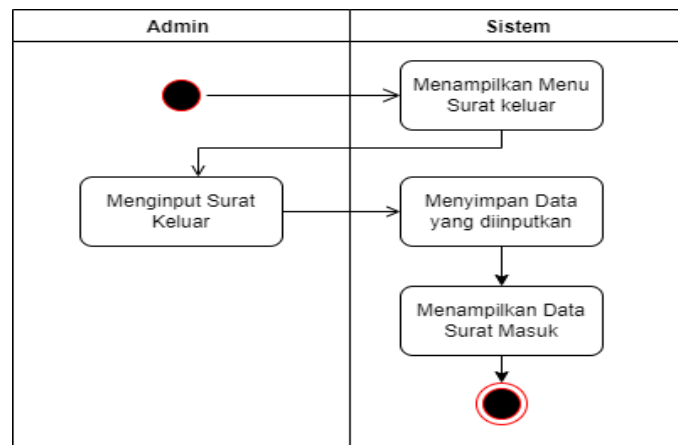 Admin
Sistem
Menampilkan Menu
Surat keluar
Menginput Surat
Keluar
Menyimpan Data
yang diinputkan
Menampilkan Data
Surat Masuk